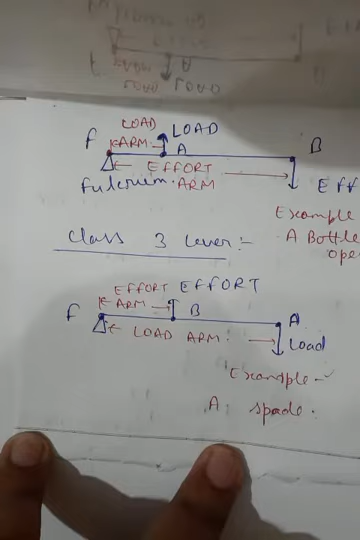 LOAD LOAD
F ARM A B
EFFORT
Fulcrum. ARM Eff
Example
A Bottle
ope
Class 3 Lever:-
EFFORT EFFORT
ARM
F B A
LOAD ARM. Load
Example -
A. spade.